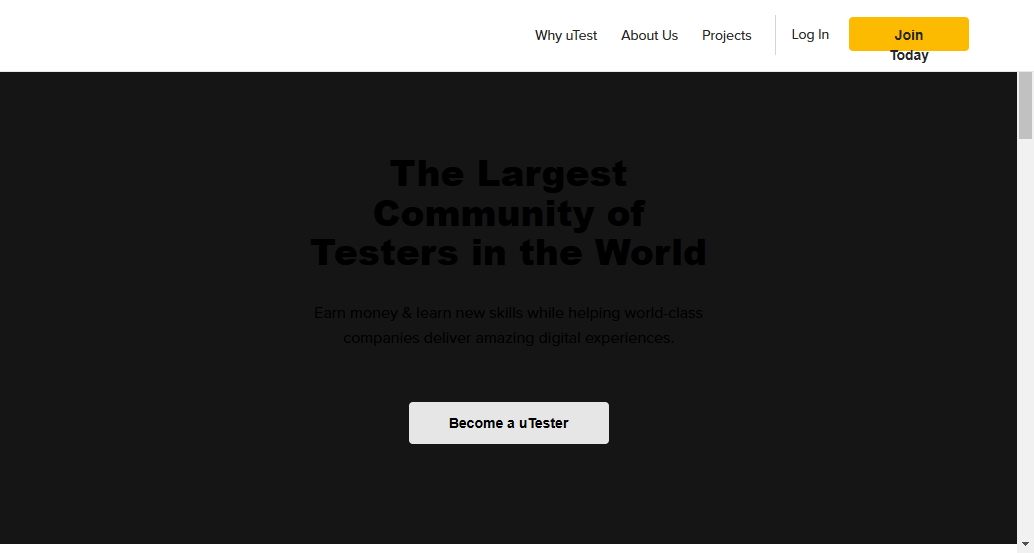 Why uTest About Us Projects Log In Join
Today
The Largest
Community of
Testers in the World
Earn money & learn new skills while helping world-class
companies deliver amazing digital experiences.
Become a uTester